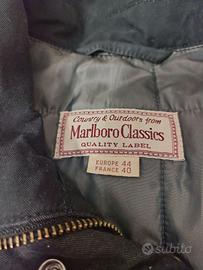 Country & Outdoors from
Marlboro Classics
QUALITY LABEL
EUROPE 44
FRANCE 40
subito